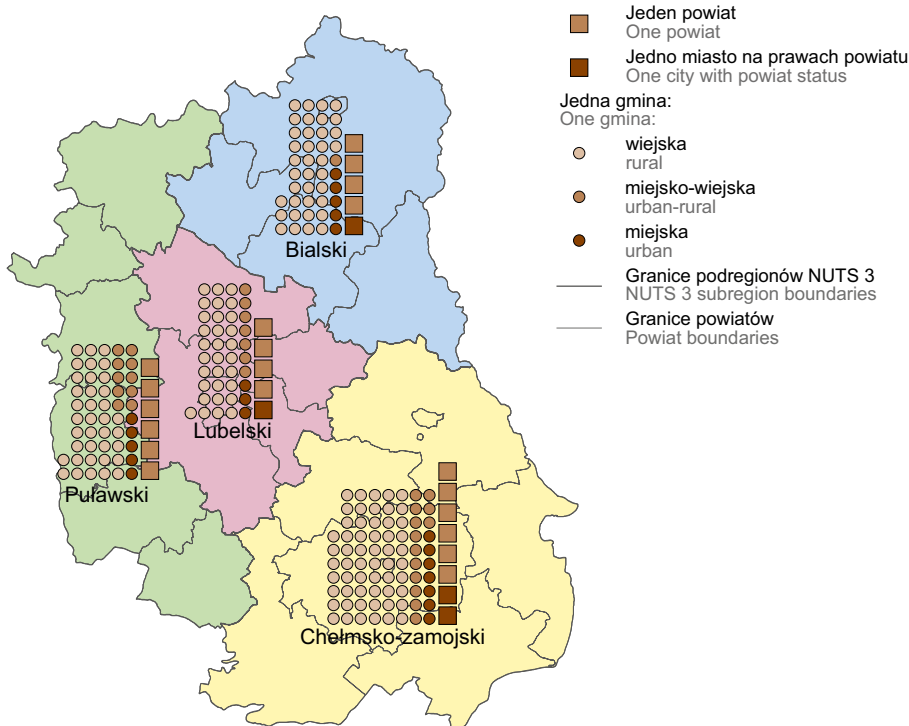 Jeden powiat
One powiat
Jedno miasto na prawach powiatu
One city with powiat status
Jedna gmina:
One gmina:
wiejska
rural
miejsko-wiejska
urban-rural
miejska
urban
Granice podregionów NUTS 3
NUTS 3 subregion boundaries
Granice powiatów
Powiat boundaries
Bialski
Lubelski
Puławski
Chełmsko-zamojski